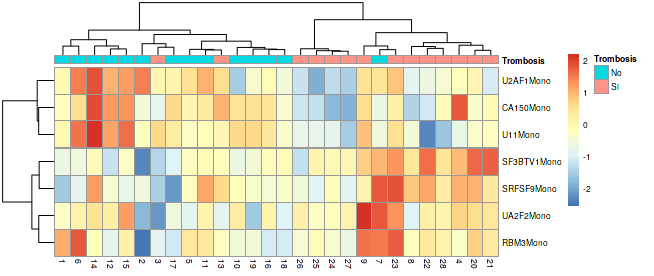 Trombosis
U2AF1Mono
CA150Mono
U11Mono
SF3BTV1Mono
SRFSF9Mono
UA2F2Mono
RBM3Mono
1 6 14 12 15 2 3 17 5 11 13 10 19 16 18 26 25 24 27 9 7 23 8 22 28 4 20 21
2
1
0
-1
-2
Trombosis
No
SI